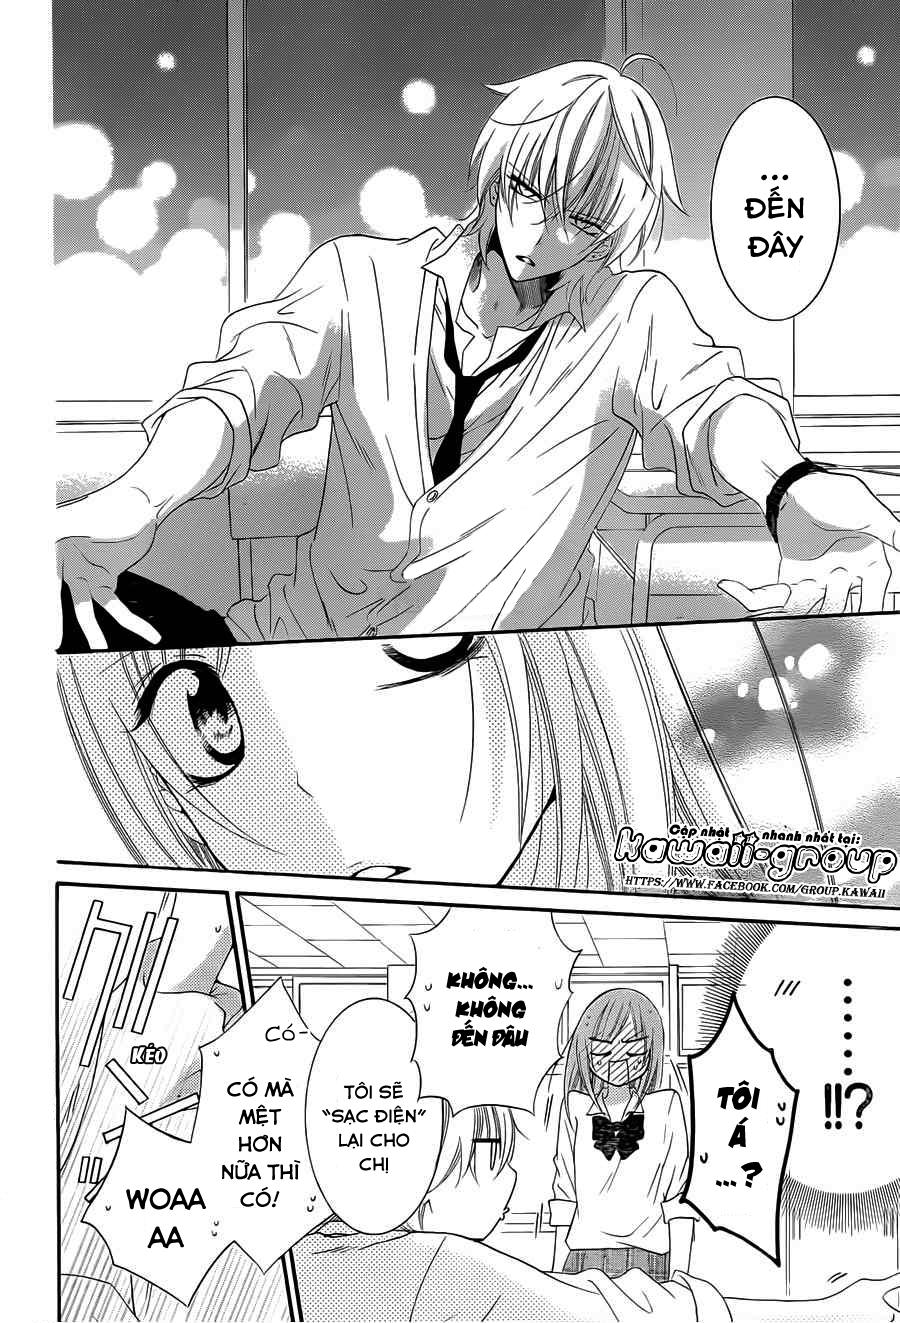 ...
ĐẾN
ĐÂY
Cập nhật nhanh nhất tại:
kawaii-group
HTTPS://WWW.FACEBOOK.COM/GROUP.KAWAII
......!!?
TÔI
Á
...?
KHÔNG...
KHÔNG
ĐẾN ĐÂU
TÔI SẼ
“SẠC ĐIỆN”
LẠI CHO
CHỊ
CÓ-
CÓ MÀ
MỆT
HƠN
NỮA THÌ
CÓ!
KÉO
WOAA
AA